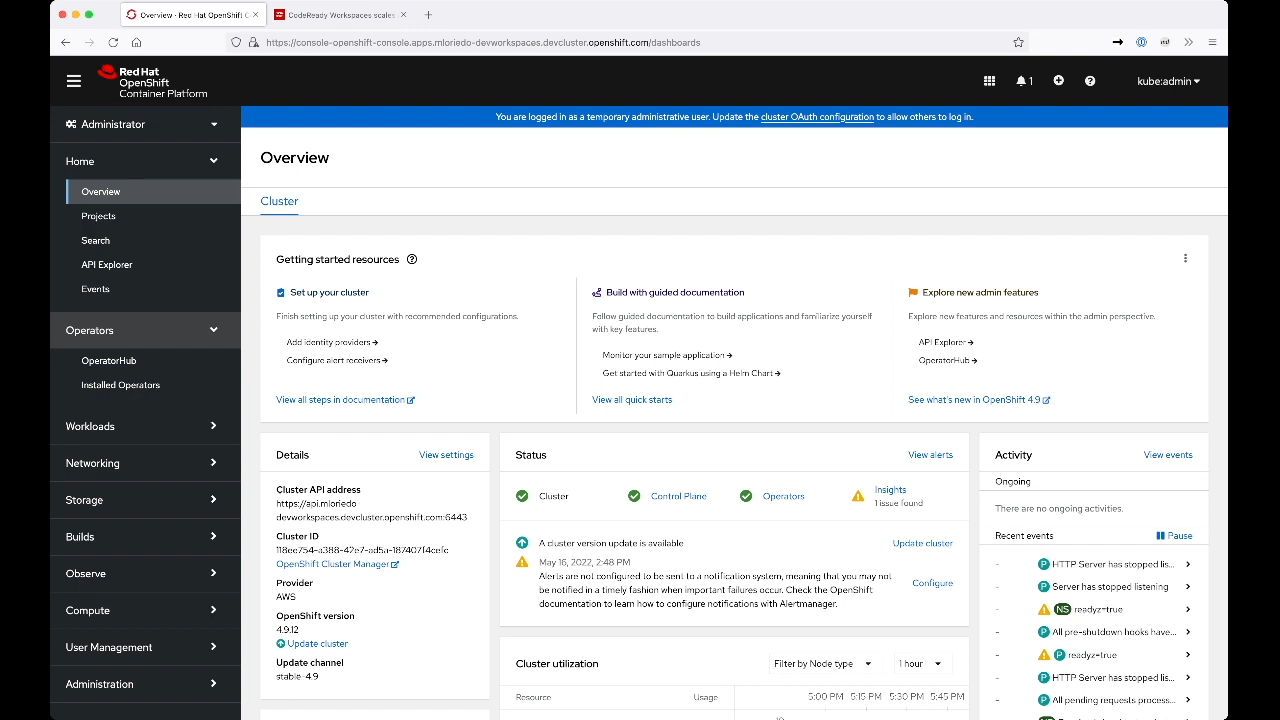 Overview · Red Hat OpenShift C
CodeReady Workspaces scales
https://console-openshift-console.apps.mloriedo-devworkspaces.devcluster.openshift.com/dashboards
Red Hat
OpenShift
Container Platform
1
kube:admin
Administrator
Home
Overview
Projects
Search
API Explorer
Events
Operators
OperatorHub
Installed Operators
Workloads
Networking
Storage
Builds
Observe
Compute
User Management
Administration
You are logged in as a temporary administrative user. Update the cluster OAuth configuration to allow others to log in.
Overview
Cluster
Getting started resources
Set up your cluster
Finish setting up your cluster with recommended configurations.
Add identity providers
Configure alert receivers
View all steps in documentation
Build with guided documentation
Follow guided documentation to build applications and familiarize yourself
with key features.
Monitor your sample application
Get started with Quarkus using a Helm Chart
View all quick starts
Explore new admin features
Explore new features and resources within the admin perspective.
API Explorer
OperatorHub
See what's new in OpenShift 4.9
Details
View settings
Cluster API address
https://api.mloriedo
devworkspaces.devcluster.openshift.com:6443
Cluster ID
118ec754-a388-42e7-ad5a-187407f4cefc
OpenShift Cluster Manager
Provider
AWS
OpenShift version
4.9.12
Update cluster
Update channel
stable-4.9
Status
View alerts
Cluster
Control Plane
Operators
Insights
1 issue found
A cluster version update is available
Update cluster
May 16, 2022, 2:48 PM
Alerts are not configured to be sent to a notification system, meaning that you may not
be notified in a timely fashion when important failures occur. Check the OpenShift
documentation to learn how to configure notifications with Alertmanager.
Configure
Cluster utilization
Filter by Node type
1 hour
Resource
Usage
5:00 PM 5:15 PM 5:30 PM 5:45 PM
Activity
View events
Ongoing
There are no ongoing activities.
Recent events
Pause
- P HTTP Server has stopped lis...
- P Server has stopped listening
- NS readyz=true
- P All pre-shutdown hooks have...
- P readyz=true
- P HTTP Server has stopped lis...
- P All pending requests process...